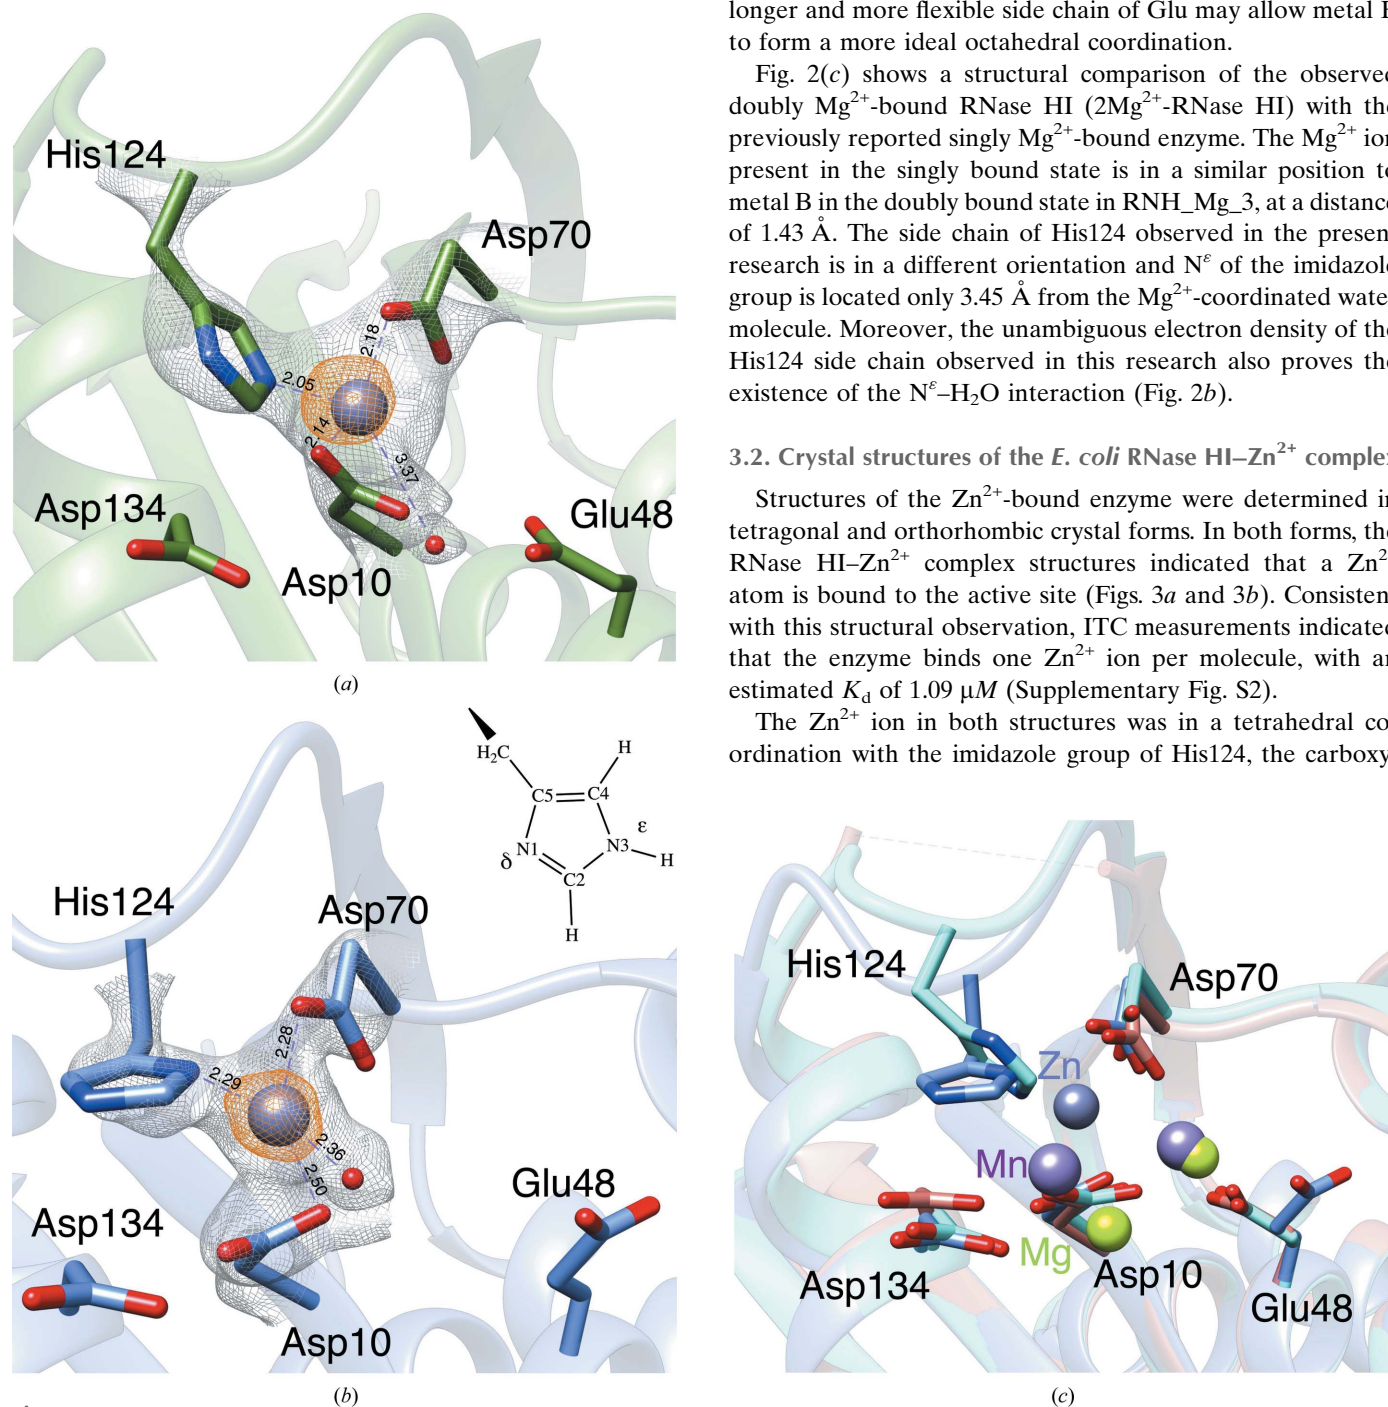 longer and more flexible side chain of Glu may allow metal B
to form a more ideal octahedral coordination.
Fig. 2(c) shows a structural comparison of the observed
doubly Mg²⁺-bound RNase HI (2Mg²⁺-RNase HI) with the
previously reported singly Mg²⁺-bound enzyme. The Mg²⁺ ion
present in the singly bound state is in a similar position to
metal B in the doubly bound state in RNH_Mg_3, at a distance
of 1.43 Å. The side chain of His124 observed in the present
research is in a different orientation and Nᵋ of the imidazole
group is located only 3.45 Å from the Mg²⁺-coordinated water
molecule. Moreover, the unambiguous electron density of the
His124 side chain observed in this research also proves the
existence of the Nᵋ–H₂O interaction (Fig. 2b).
3.2. Crystal structures of the E. coli RNase HI–Zn²⁺ complex
Structures of the Zn²⁺-bound enzyme were determined in
tetragonal and orthorhombic crystal forms. In both forms, the
RNase HI–Zn²⁺ complex structures indicated that a Zn²⁺
atom is bound to the active site (Figs. 3a and 3b). Consistent
with this structural observation, ITC measurements indicated
that the enzyme binds one Zn²⁺ ion per molecule, with an
estimated K_d of 1.09 μM (Supplementary Fig. S2).
The Zn²⁺ ion in both structures was in a tetrahedral co-
ordination with the imidazole group of His124, the carboxy-
His124
Asp70
2.18
2.05
2.14
3.37
Asp134
Glu48
Asp10
(a)
H₂C
H
C5
C4
ε
δ
N1
N3
H
C2
H
His124
Asp70
2.28
2.29
2.36
2.50
Glu48
Asp134
Asp10
(b)
His124
Asp70
Zn
Mn
Mg
Asp134
Asp10
Glu48
(c)